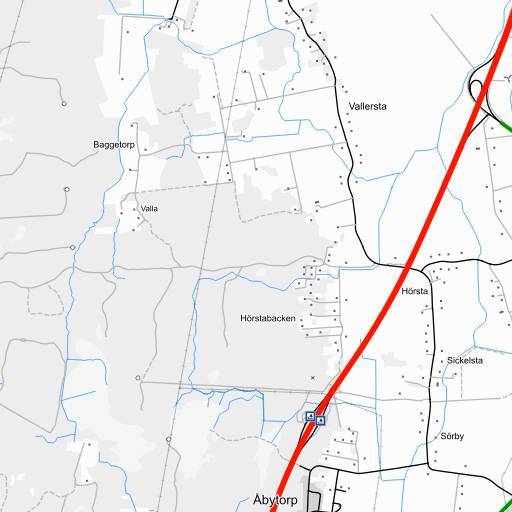 Vallersta
Baggetorp
Valla
Hörsta
Hörstabacken
Sickelsta
Sörby
Åbytorp